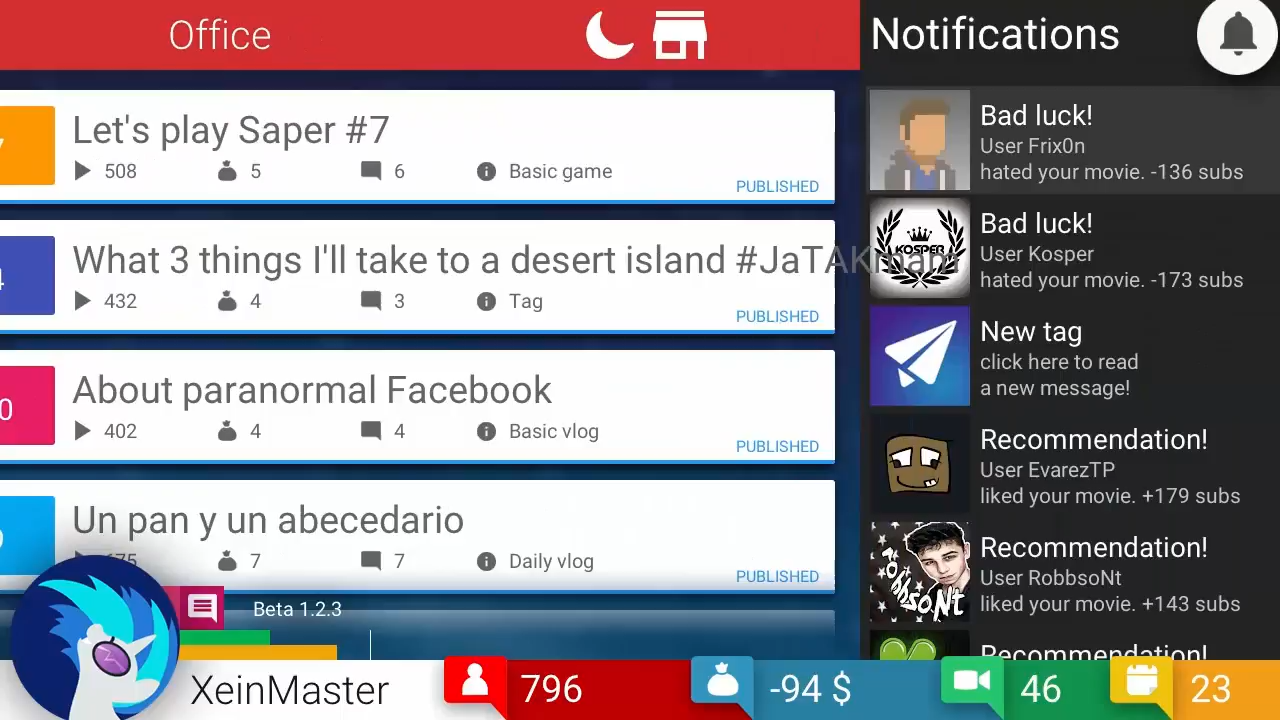 Office
Let's play Saper #7
508
5
6
Basic game
PUBLISHED
What 3 things I'll take to a desert island #JaTAKmam
432
4
3
Tag
PUBLISHED
About paranormal Facebook
402
4
4
Basic vlog
PUBLISHED
Un pan y un abecedario
675
7
7
Daily vlog
PUBLISHED
Beta 1.2.3
XeinMaster
796
-94 $
46
23
Notifications
Bad luck!
User Frix0n
hated your movie. -136 subs
KOSPER
Bad luck!
User Kosper
hated your movie. -173 subs
New tag
click here to read
a new message!
Recommendation!
User EvarezTP
liked your movie. +179 subs
RobbsoNt
Recommendation!
User RobbsoNt
liked your movie. +143 subs
Recommendation!